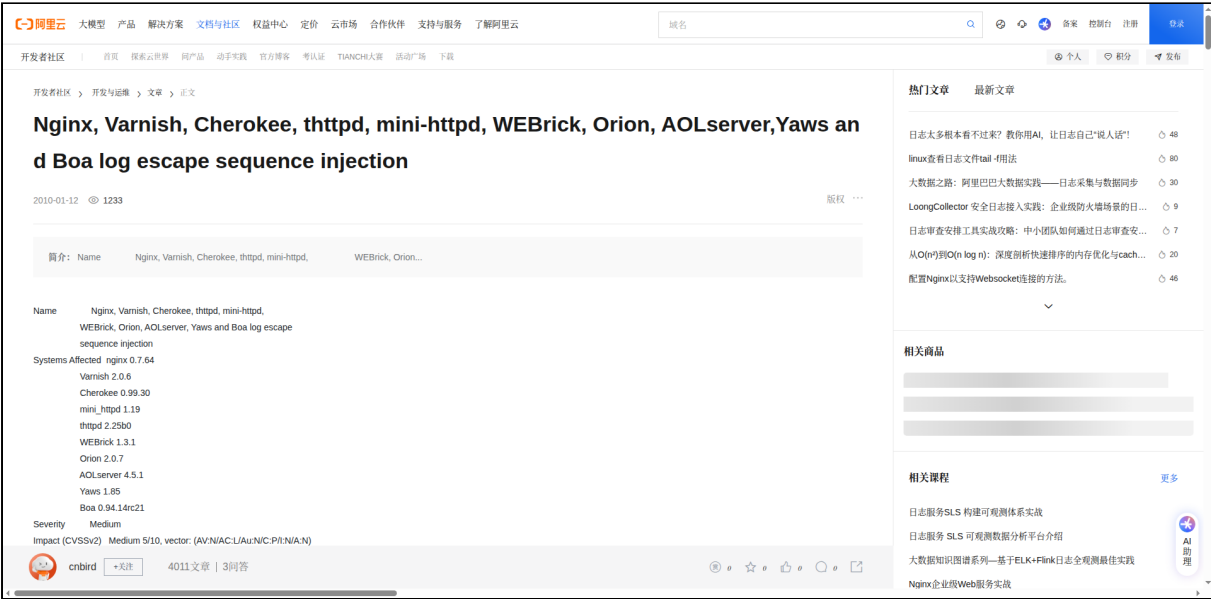 阿里云 大模型 产品 解决方案 文档与社区 权益中心 定价 云市场 合作伙伴 支持与服务 了解阿里云 域名 备案 控制台 注册 登录
开发者社区 首页 探索云世界 问产品 动手实践 官方博客 考认证 TIANCHI大赛 活动广场 下载 个人 积分 发布
开发者社区 > 开发与运维 > 文章 > 正文
Nginx, Varnish, Cherokee, thttpd, mini-httpd, WEBrick, Orion, AOLserver,Yaws an
d Boa log escape sequence injection
2010-01-12 1233 版权 ···
简介： Name Nginx, Varnish, Cherokee, thttpd, mini-httpd, WEBrick, Orion...
Name Nginx, Varnish, Cherokee, thttpd, mini-httpd,
WEBrick, Orion, AOLserver, Yaws and Boa log escape
sequence injection
Systems Affected nginx 0.7.64
Varnish 2.0.6
Cherokee 0.99.30
mini_httpd 1.19
thttpd 2.25b0
WEBrick 1.3.1
Orion 2.0.7
AOLserver 4.5.1
Yaws 1.85
Boa 0.94.14rc21
Severity Medium
Impact (CVSSv2) Medium 5/10, vector: (AV:N/AC:L/Au:N/C:P/I:N/A:N)
cnbird +关注 4011文章 | 3问答 0 0 0 0
热门文章 最新文章
日志太多根本看不过来？教你用AI，让日志自己“说人话”！ 48
linux查看日志文件tail -f用法 80
大数据之路：阿里巴巴大数据实践——日志采集与数据同步 30
LoongCollector 安全日志接入实践：企业级防火墙场景的日... 9
日志审查安排工具实战攻略：中小团队如何通过日志审查安... 7
从O(n²)到O(n log n)：深度剖析快速排序的内存优化与cach... 20
配置Nginx以支持Websocket连接的方法。 46
相关商品
相关课程 更多
日志服务SLS 构建可观测体系实战
日志服务 SLS 可观测数据分析平台介绍
大数据知识图谱系列—基于ELK+Flink日志全观测最佳实践
Nginx企业级Web服务实战
AI
助
理